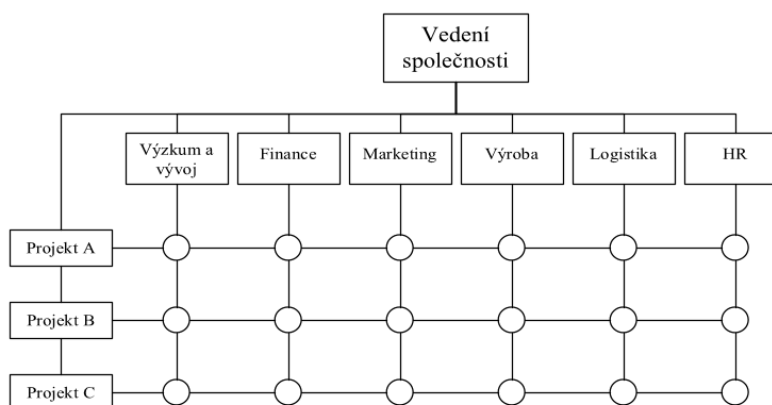 Vedení
společnosti
Výzkum a
vývoj
Finance
Marketing
Výroba
Logistika
HR
Projekt A
Projekt B
Projekt C